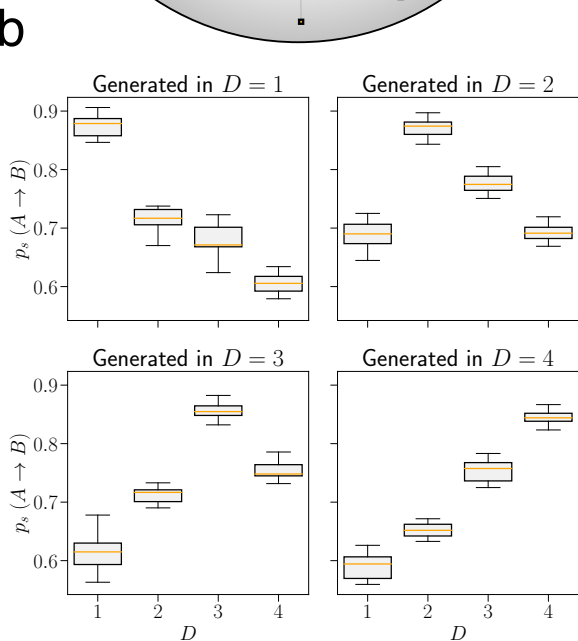 b
Generated in D = 1
Generated in D = 2
0.9
0.8
0.7
0.6
p_s (A → B)
Generated in D = 3
Generated in D = 4
0.9
0.8
0.7
0.6
p_s (A → B)
1 2 3 4
1 2 3 4
D
D